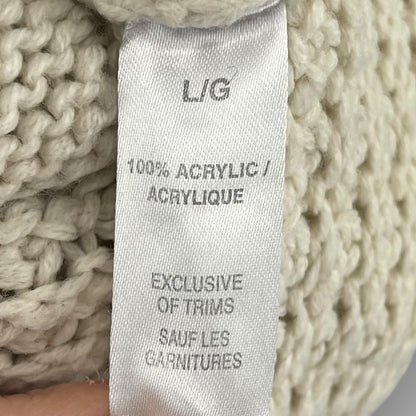 L/G
100% ACRYLIC /
ACRYLIQUE
EXCLUSIVE
OF TRIMS
SAUF LES
GARNITURES